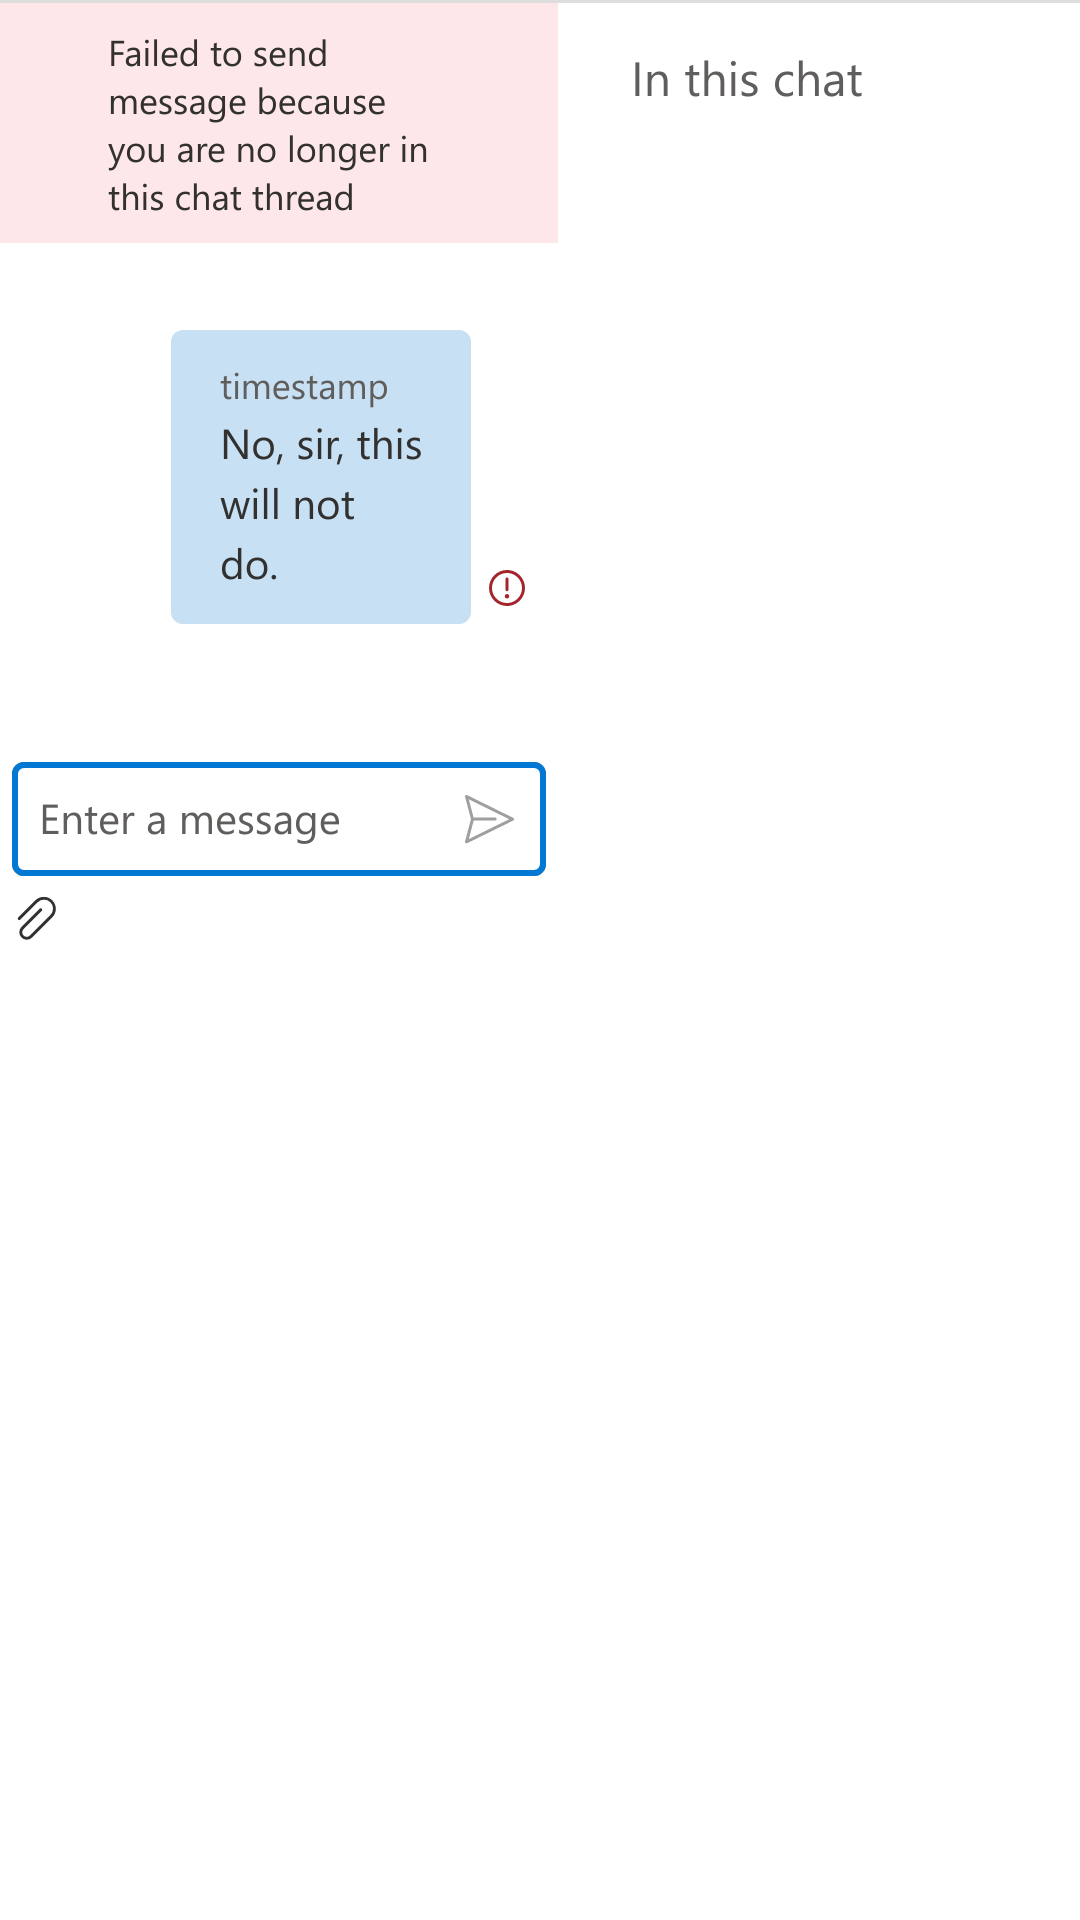 Failed to send
message because
you are no longer in
this chat thread
In this chat
timestamp
No, sir, this
will not
do.
Enter a message